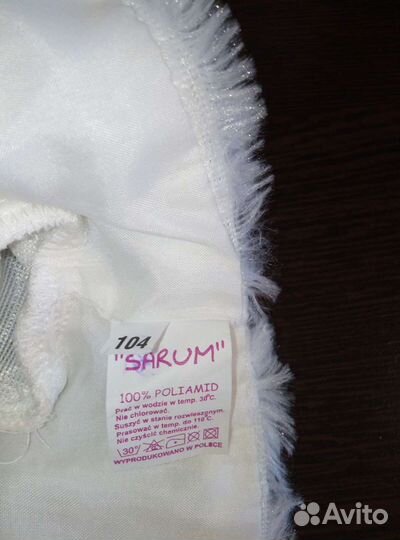 104
"SARUM"
100% POLIAMID
Prać w wodzie w temp. 30°C.
Nie chlorować.
Suszyć w stanie rozwieszonym.
Prasować w temp. do 110°C.
Nie czyścić chemicznie.
30°
WYPRODUKOWANO W POLSCE
Avito